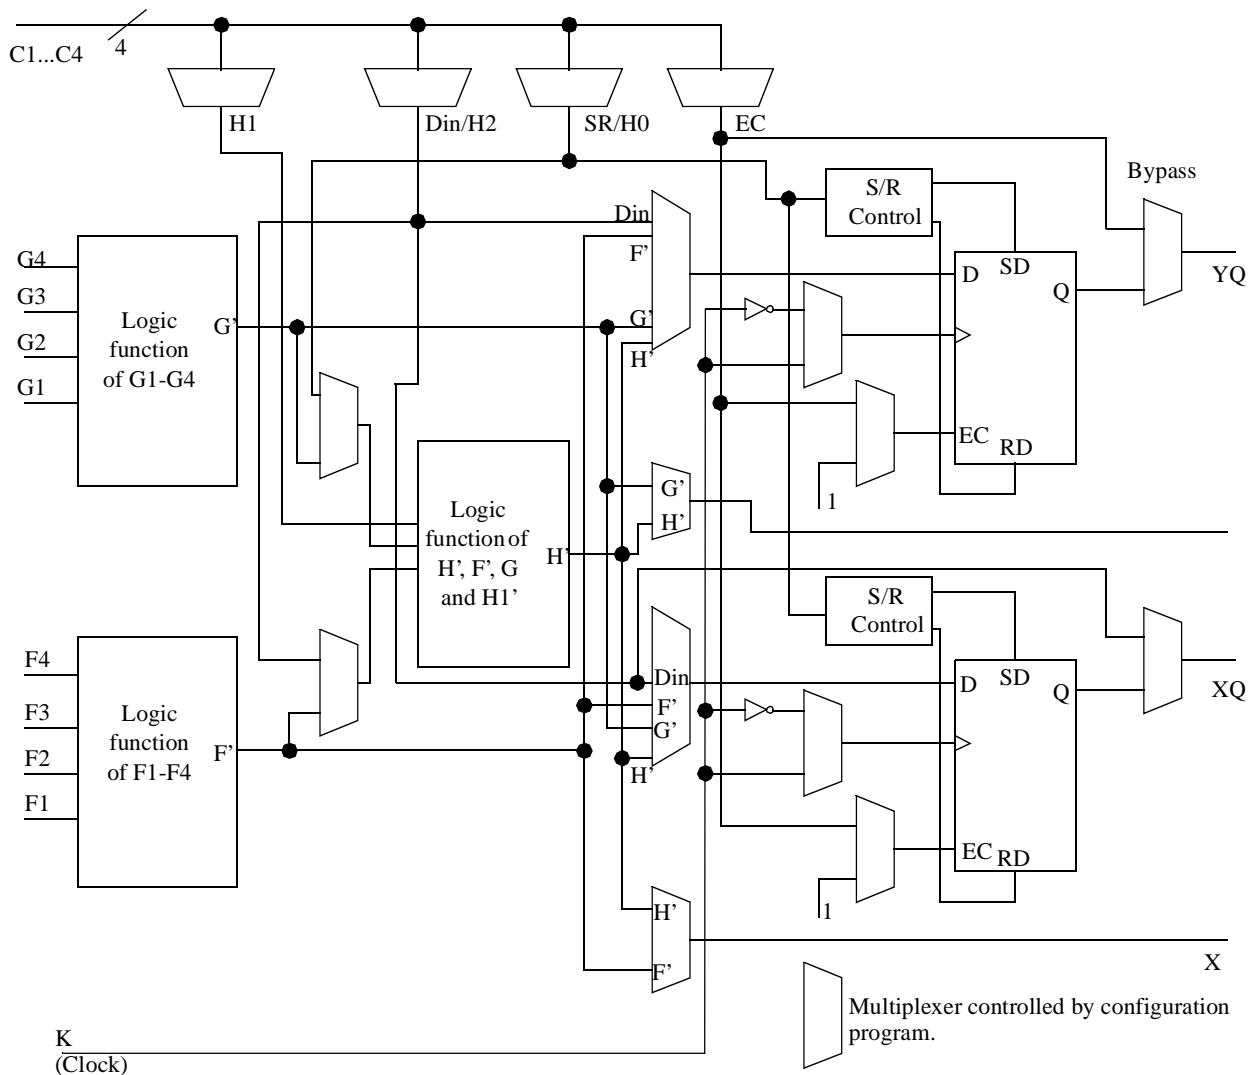 C1...C4
4
H1
Din/H2
SR/H0
EC
Bypass
S/R
Control
Din
F’
G’
H’
D
SD
Q
EC
RD
1
YQ
G4
G3
G2
G1
Logic
function
of G1-G4
G’
Logic
function of
H’, F’, G
and H1’
H’
G’
H’
S/R
Control
Din
F’
G’
H’
D
SD
Q
EC
RD
1
XQ
F4
F3
F2
F1
Logic
function
of F1-F4
F’
H’
F’
X
Multiplexer controlled by configuration
program.
K
(Clock)